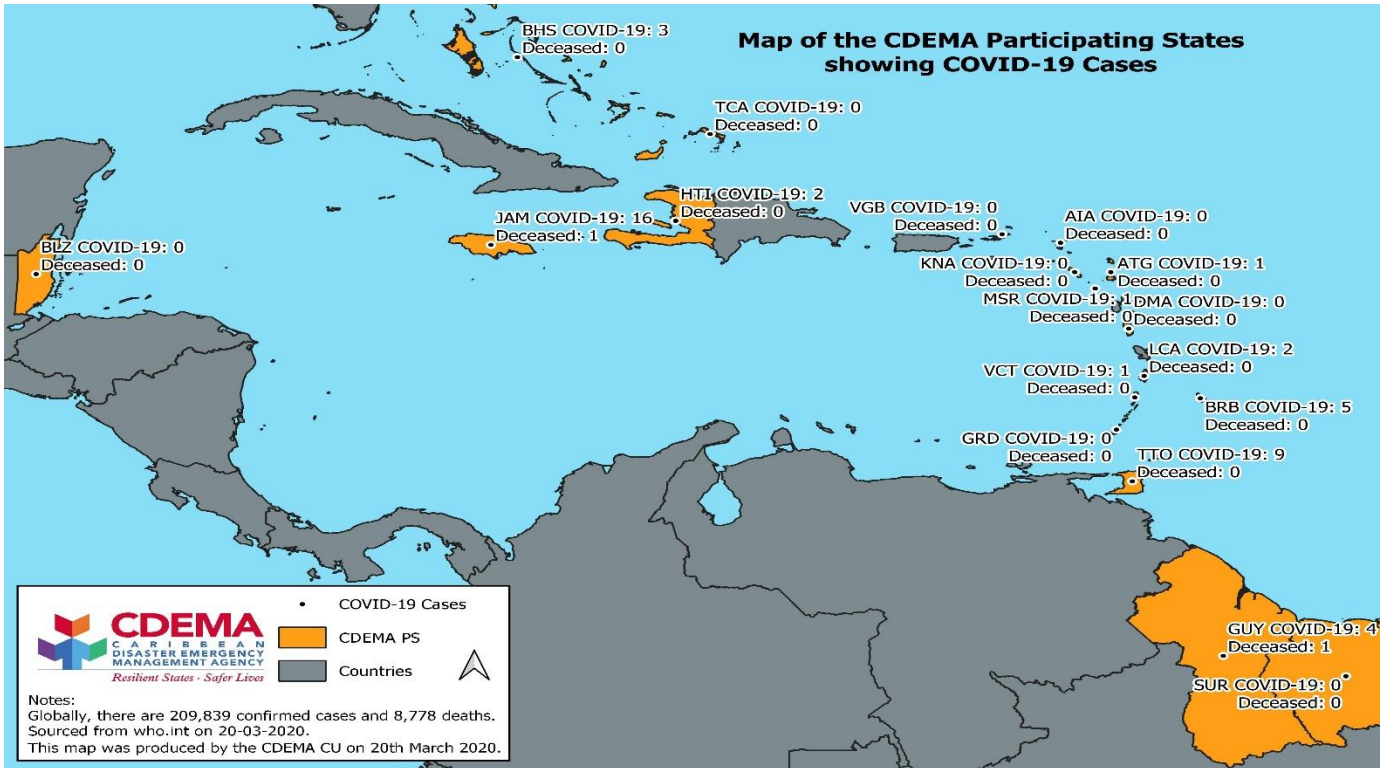 BHS COVID-19: 3
Deceased: 0
Map of the CDEMA Participating States
showing COVID-19 Cases
TCA COVID-19: 0
Deceased: 0
HTI COVID-19: 2
Deceased: 0
JAM COVID-19: 16
Deceased: 1
BLZ COVID-19: 0
Deceased: 0
VGB COVID-19: 0
Deceased: 0
AIA COVID-19: 0
Deceased: 0
KNA COVID-19: 0
Deceased: 0
ATG COVID-19: 1
Deceased: 0
MSR COVID-19: 1
Deceased: 0
DMA COVID-19: 0
Deceased: 0
LCA COVID-19: 2
Deceased: 0
VCT COVID-19: 1
Deceased: 0
BRB COVID-19: 5
Deceased: 0
GRD COVID-19: 0
Deceased: 0
TTO COVID-19: 9
Deceased: 0
GUY COVID-19: 4
Deceased: 1
SUR COVID-19: 0
Deceased: 0
CDEMA
CARIBBEAN
DISASTER EMERGENCY
MANAGEMENT AGENCY
Resilient States · Safer Lives
COVID-19 Cases
CDEMA PS
Countries
Notes:
Globally, there are 209,839 confirmed cases and 8,778 deaths.
Sourced from who.int on 20-03-2020.
This map was produced by the CDEMA CU on 20th March 2020.